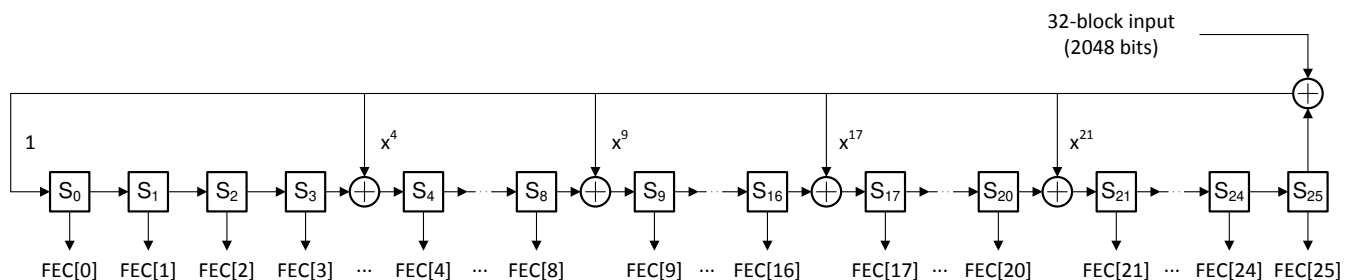 32-block input
(2048 bits)
1 x⁴ x⁹ x¹⁷ x²¹
S₀ S₁ S₂ S₃ S₄ ... S₈ S₉ ... S₁₆ S₁₇ ... S₂₀ S₂₁ ... S₂₄ S₂₅
FEC[0] FEC[1] FEC[2] FEC[3] ... FEC[4] ... FEC[8] FEC[9] ... FEC[16] FEC[17] ... FEC[20] FEC[21] ... FEC[24] FEC[25]